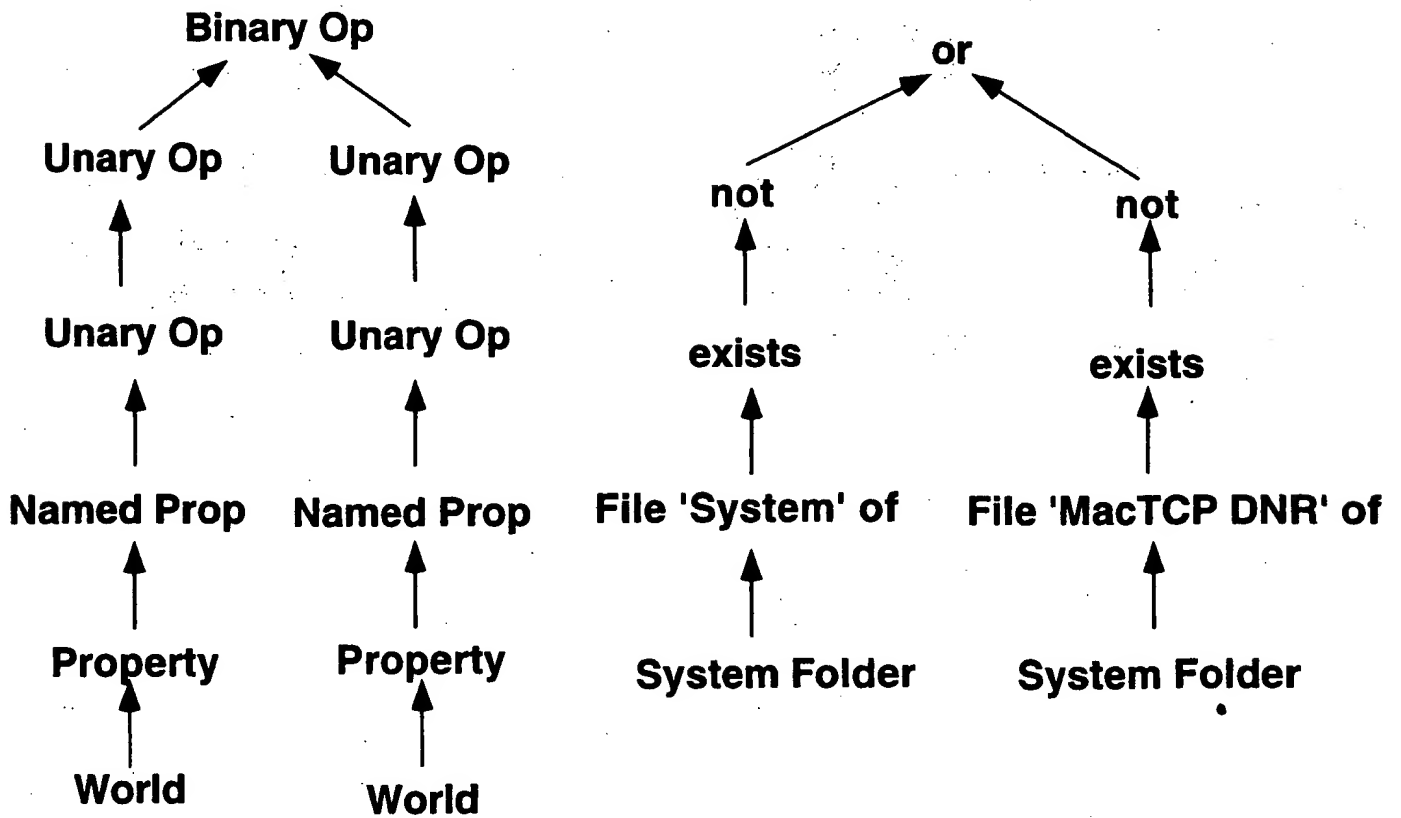 Binary Op
or
Unary Op
Unary Op
not
not
Unary Op
Unary Op
exists
exists
Named Prop
Named Prop
File 'System' of
File 'MacTCP DNR' of
Property
Property
System Folder
System Folder
World
World